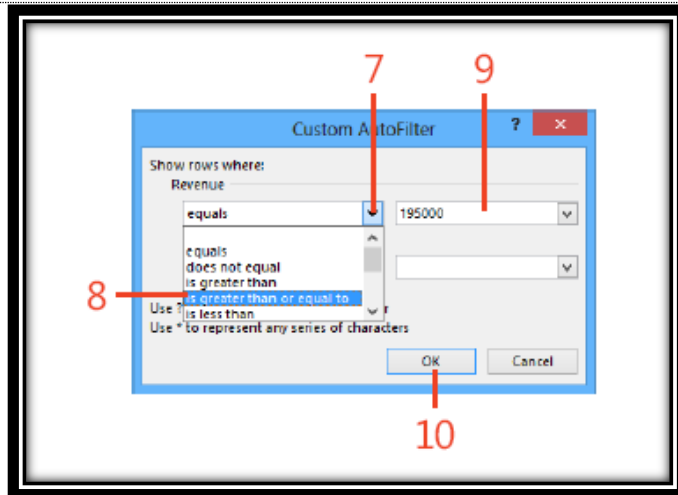 7
9
Custom AutoFilter
?
×
Show rows where:
Revenue
equals
195000
equals
does not equal
is greater than
8
is greater than or equal to
Use ?
r
is less than
Use * to represent any series of characters
OK
Cancel
10